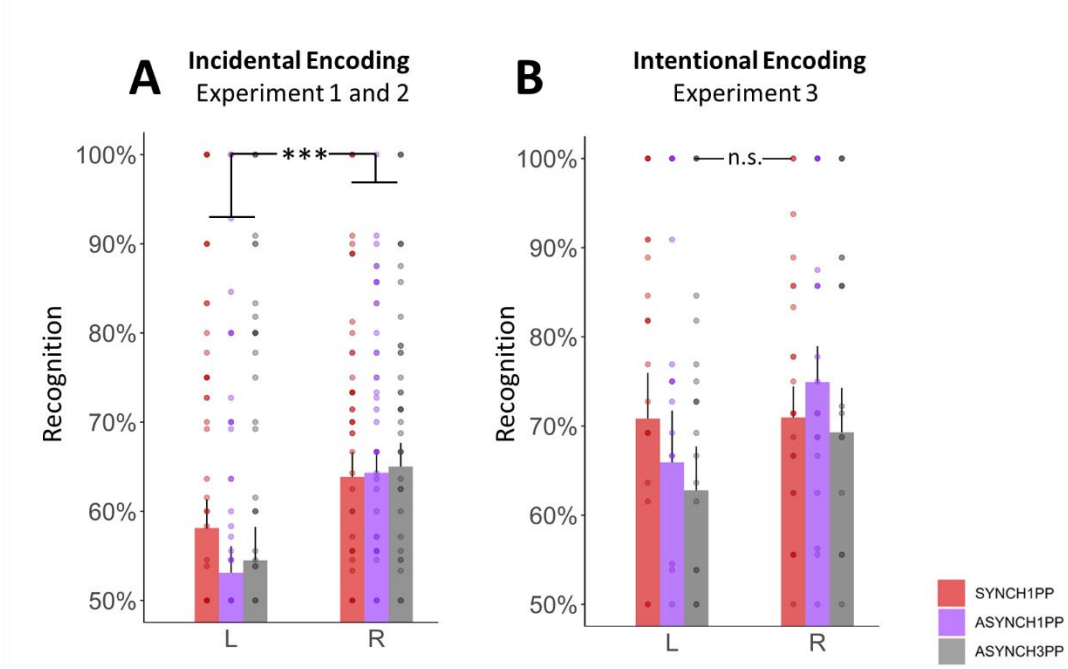 A
Incidental Encoding
Experiment 1 and 2
Recognition
100%
90%
80%
70%
60%
50%
***
L
R
B
Intentional Encoding
Experiment 3
Recognition
100%
90%
80%
70%
60%
50%
n.s.
L
R
SYNCH1PP
ASYNCH1PP
ASYNCH3PP